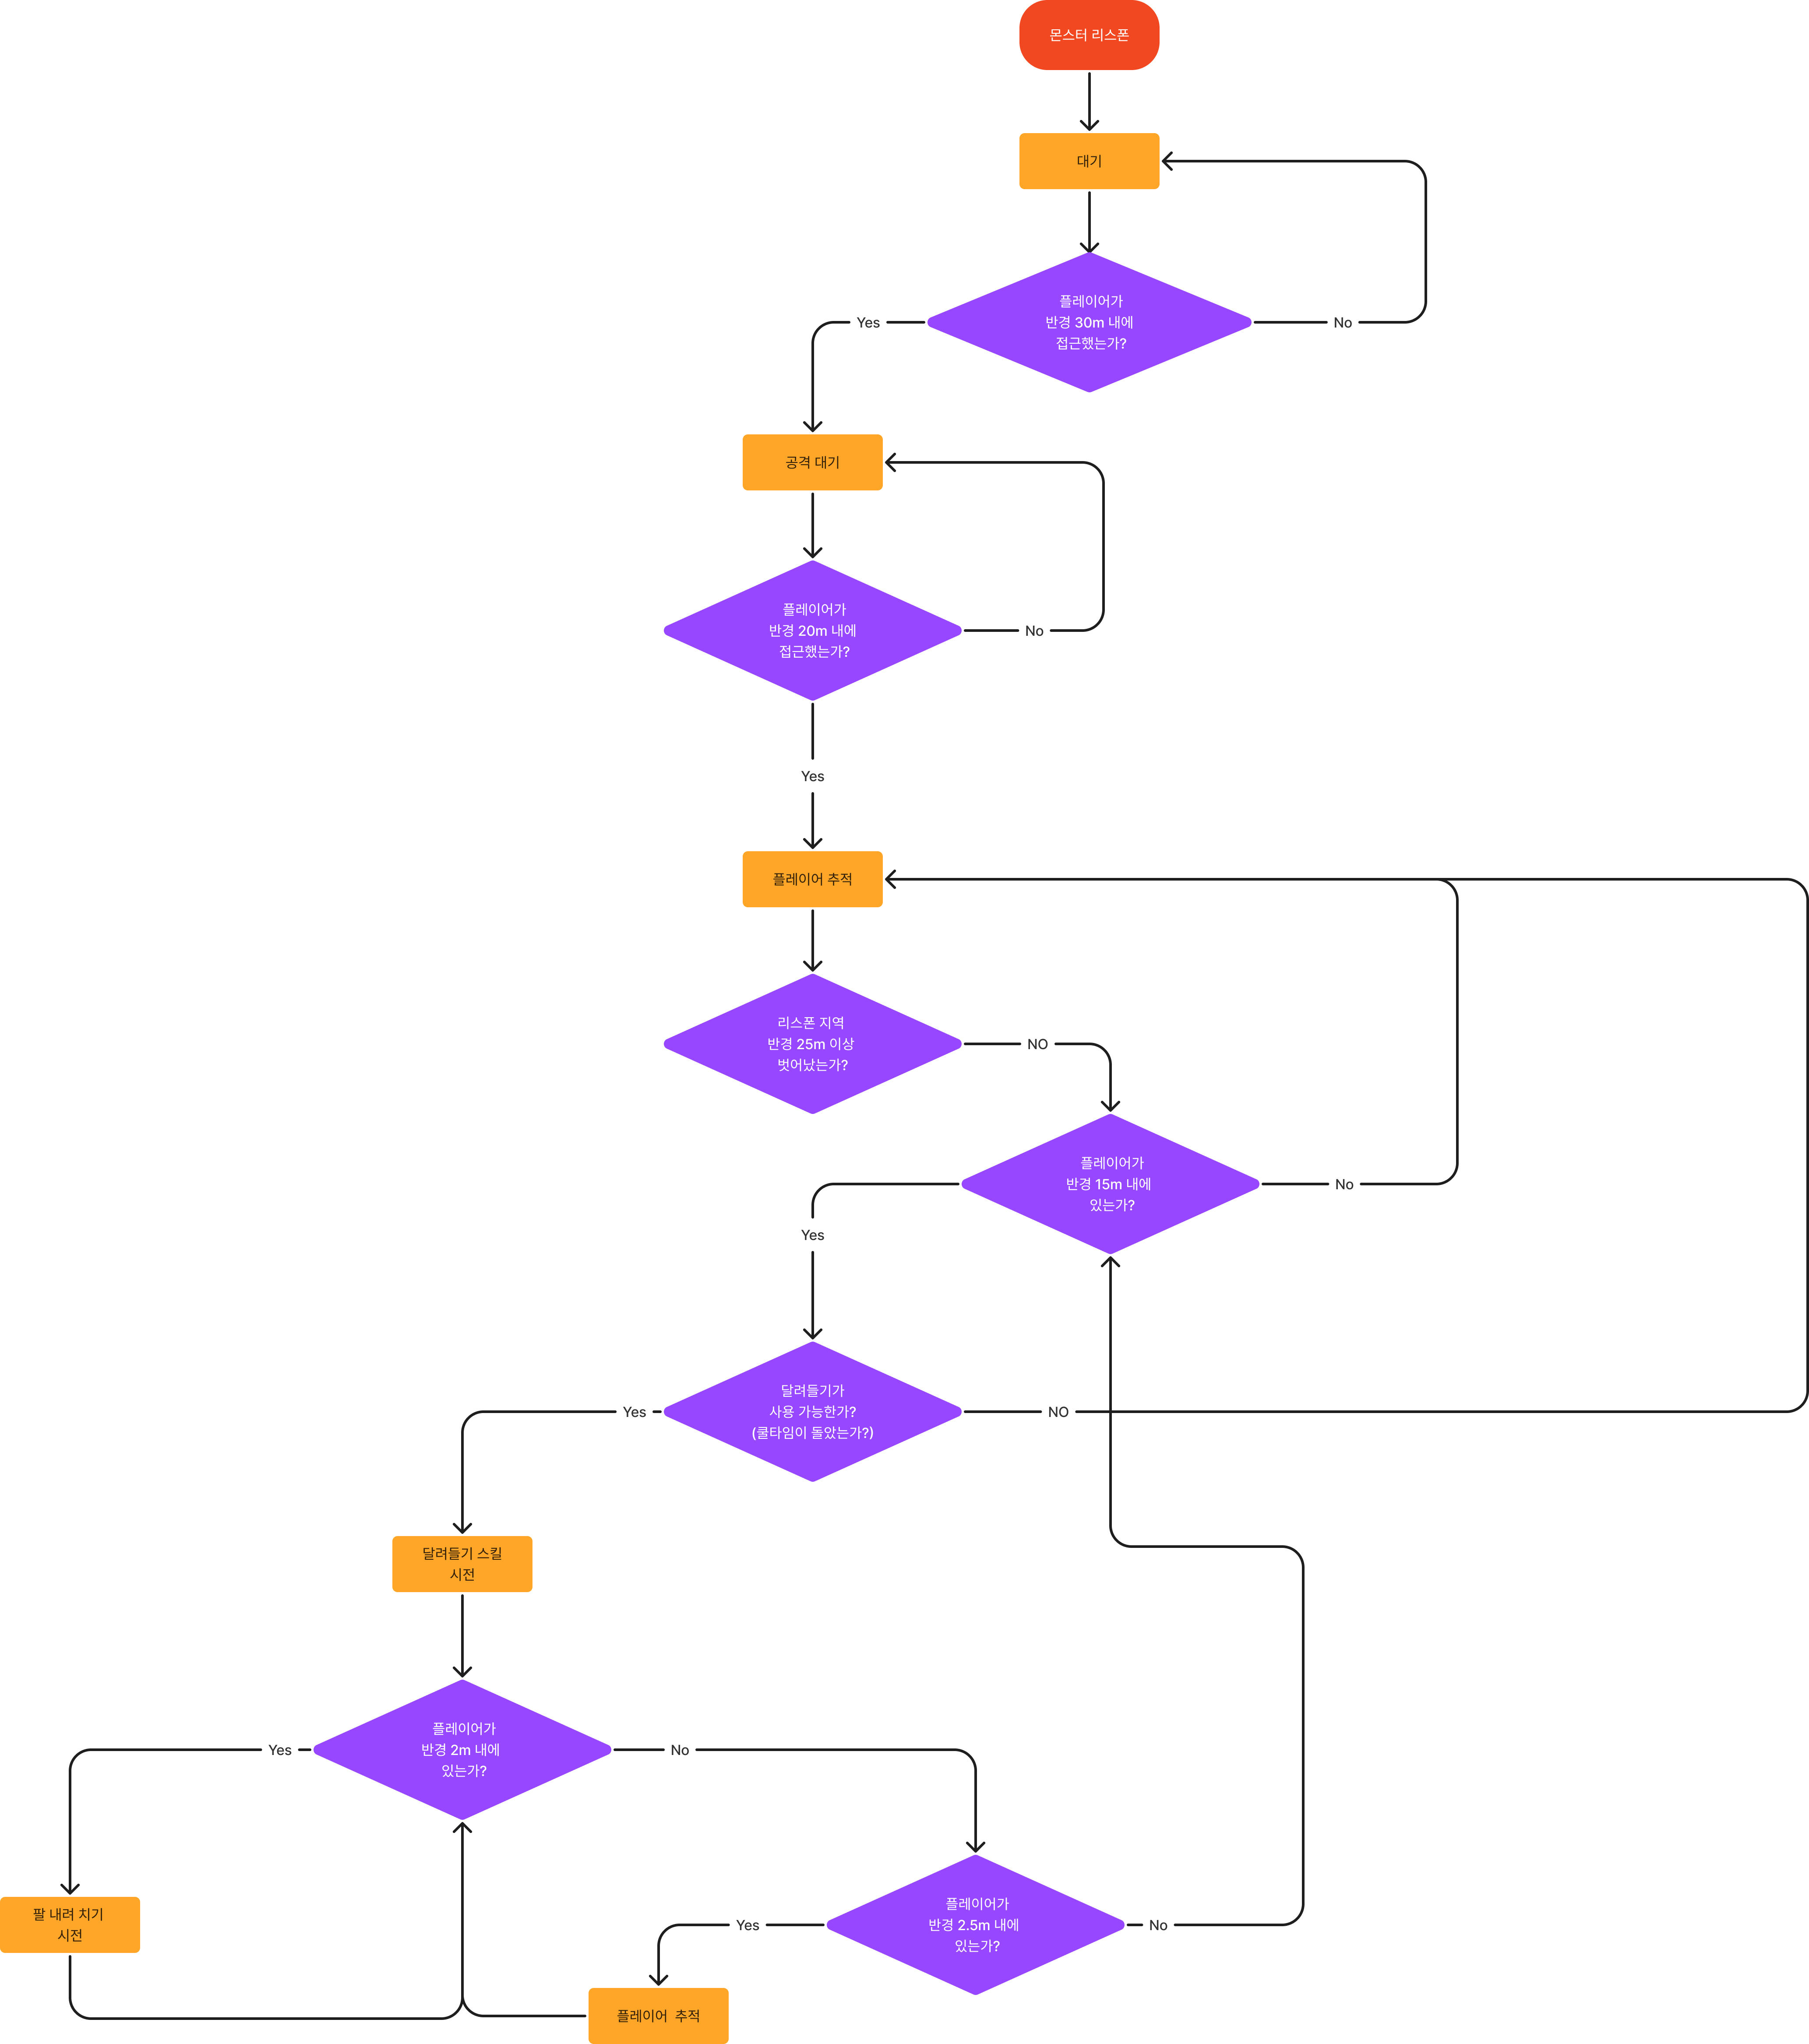 몬스터 리스폰
대기
플레이어가
반경 30m 내에
접근했는가?
Yes
No
공격 대기
플레이어가
반경 20m 내에
접근했는가?
No
Yes
플레이어 추적
리스폰 지역
반경 25m 이상
벗어났는가?
NO
플레이어가
반경 15m 내에
있는가?
No
Yes
달려들기가
사용 가능한가?
(쿨타임이 돌았는가?)
Yes
NO
달려들기 스킬
시전
플레이어가
반경 2m 내에
있는가?
Yes
No
팔 내려 치기
시전
플레이어가
반경 2.5m 내에
있는가?
Yes
No
플레이어  추적